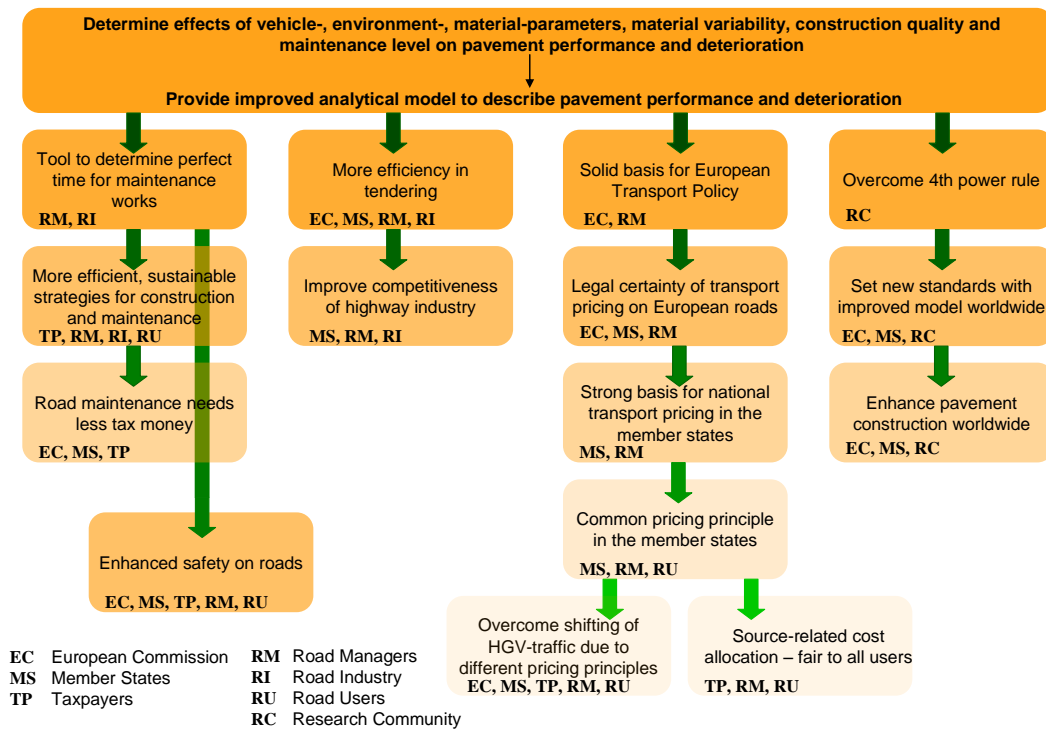 Determine effects of vehicle-, environment-, material-parameters, material variability, construction quality and
maintenance level on pavement performance and deterioration
Provide improved analytical model to describe pavement performance and deterioration
Tool to determine perfect
time for maintenance
works
RM, RI
More efficiency in
tendering
EC, MS, RM, RI
Solid basis for European
Transport Policy
EC, RM
Overcome 4th power rule
RC
More efficient, sustainable
strategies for construction
and maintenance
TP, RM, RI, RU
Improve competitiveness
of highway industry
MS, RM, RI
Legal certainty of transport
pricing on European roads
EC, MS, RM
Set new standards with
improved model worldwide
EC, MS, RC
Road maintenance needs
less tax money
EC, MS, TP
Strong basis for national
transport pricing in the
member states
MS, RM
Enhance pavement
construction worldwide
EC, MS, RC
Enhanced safety on roads
EC, MS, TP, RM, RU
Common pricing principle
in the member states
MS, RM, RU
Overcome shifting of
HGV-traffic due to
different pricing principles
EC, MS, TP, RM, RU
Source-related cost
allocation – fair to all users
TP, RM, RU
EC European Commission
MS Member States
TP Taxpayers
RM Road Managers
RI Road Industry
RU Road Users
RC Research Community